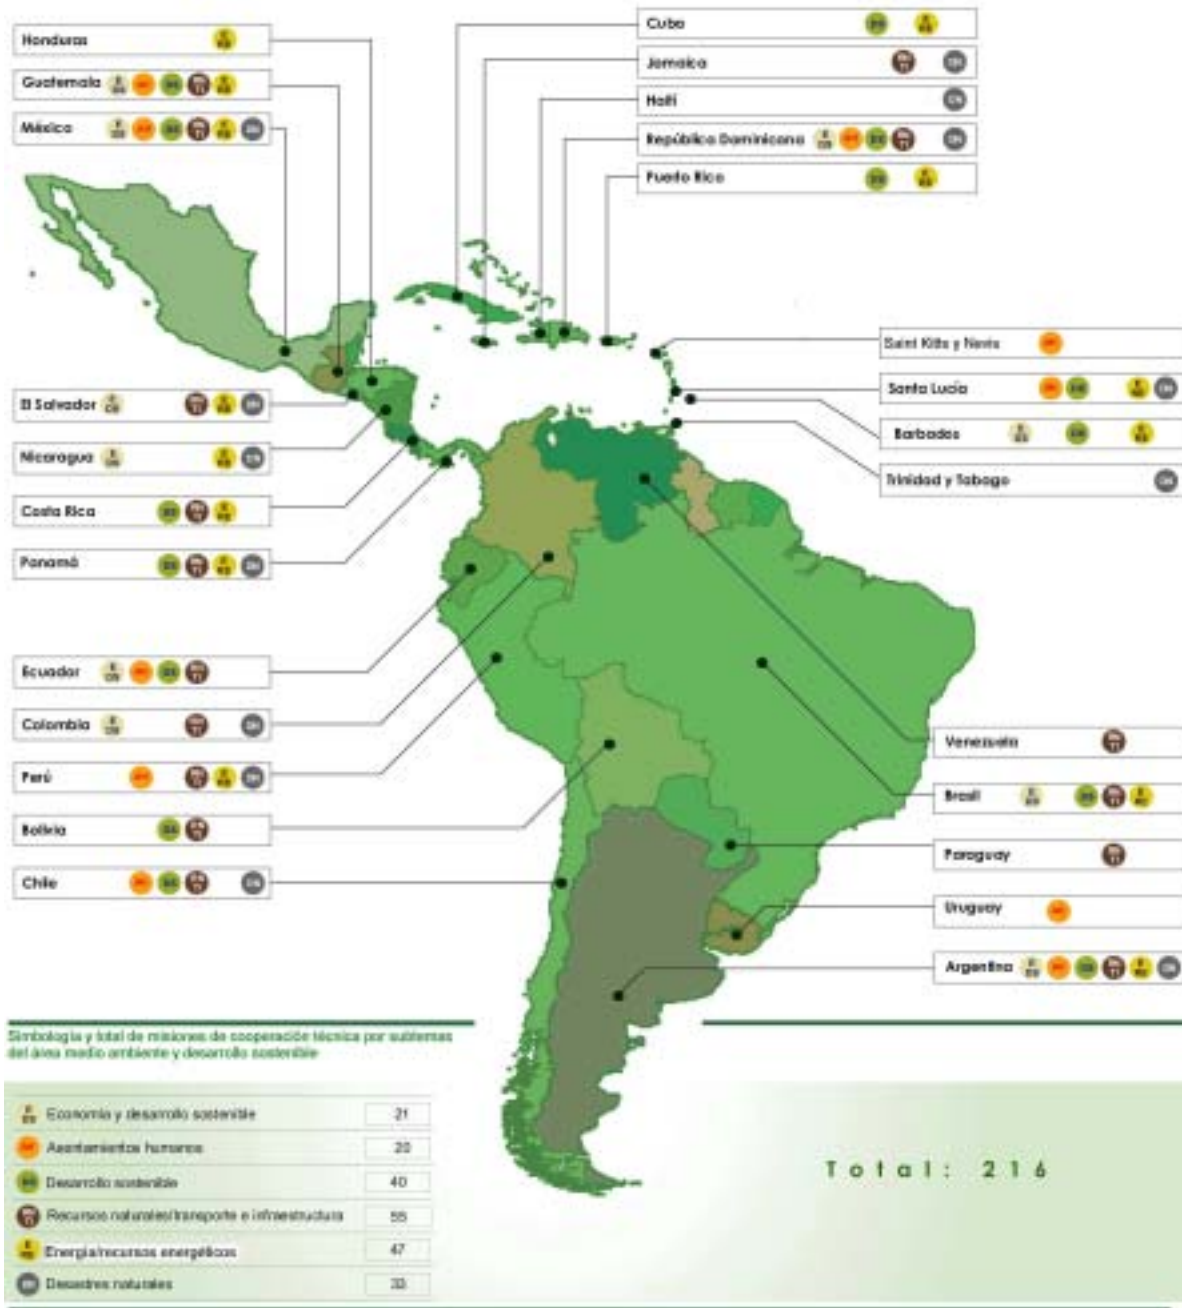 Honduras
Guatemala
México
Cuba
Jamaica
Haití
República Dominicana
Puerto Rico
Saint Kitts y Nevis
Santa Lucía
Barbados
Trinidad y Tobago
El Salvador
Nicaragua
Costa Rica
Panamá
Ecuador
Colombia
Perú
Bolivia
Chile
Venezuela
Brasil
Paraguay
Uruguay
Argentina
Simbología y total de misiones de cooperación técnica por subtemas
del área medio ambiente y desarrollo sostenible
Economía y desarrollo sostenible 21
Asentamientos humanos 20
Desarrollo sostenible 40
Recursos naturales/transporte e infraestructura 55
Energía/recursos energéticos 47
Desastres naturales 33
Total: 216